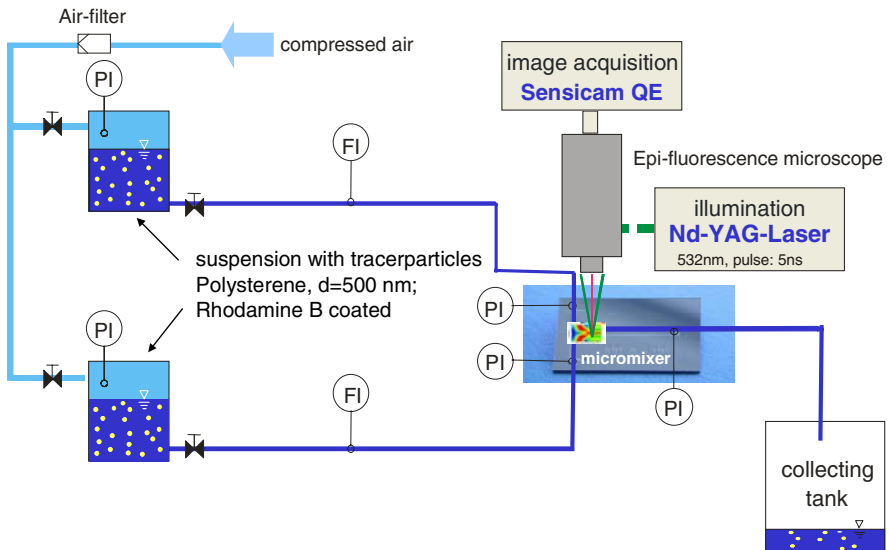 Air-filter
compressed air
PI
image acquisition
Sensicam QE
FI
Epi-fluorescence microscope
illumination
Nd-YAG-Laser
532nm, pulse: 5ns
suspension with tracerparticles
Polysterene, d=500 nm;
Rhodamine B coated
PI
PI
PI
micromixer
PI
FI
collecting
tank